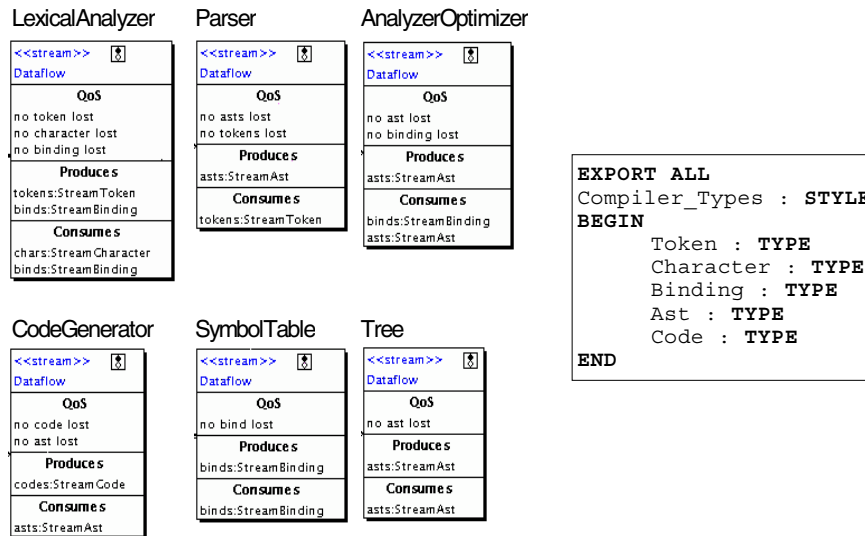 LexicalAnalyzer
<<stream>>
Dataflow
QoS
no token lost
no character lost
no binding lost
Produces
tokens:StreamToken
binds:StreamBinding
Consumes
chars:StreamCharacter
binds:StreamBinding
Parser
<<stream>>
Dataflow
QoS
no asts lost
no tokens lost
Produces
asts:StreamAst
Consumes
tokens:StreamToken
AnalyzerOptimizer
<<stream>>
Dataflow
QoS
no ast lost
no binding lost
Produces
asts:StreamAst
Consumes
binds:StreamBinding
asts:StreamAst
CodeGenerator
<<stream>>
Dataflow
QoS
no code lost
no ast lost
Produces
codes:StreamCode
Consumes
asts:StreamAst
SymbolTable
<<stream>>
Dataflow
QoS
no bind lost
Produces
binds:StreamBinding
Consumes
binds:StreamBinding
Tree
<<stream>>
Dataflow
QoS
no ast lost
Produces
asts:StreamAst
Consumes
asts:StreamAst
EXPORT ALL
Compiler_Types : STYLE
BEGIN
Token : TYPE
Character : TYPE
Binding : TYPE
Ast : TYPE
Code : TYPE
END